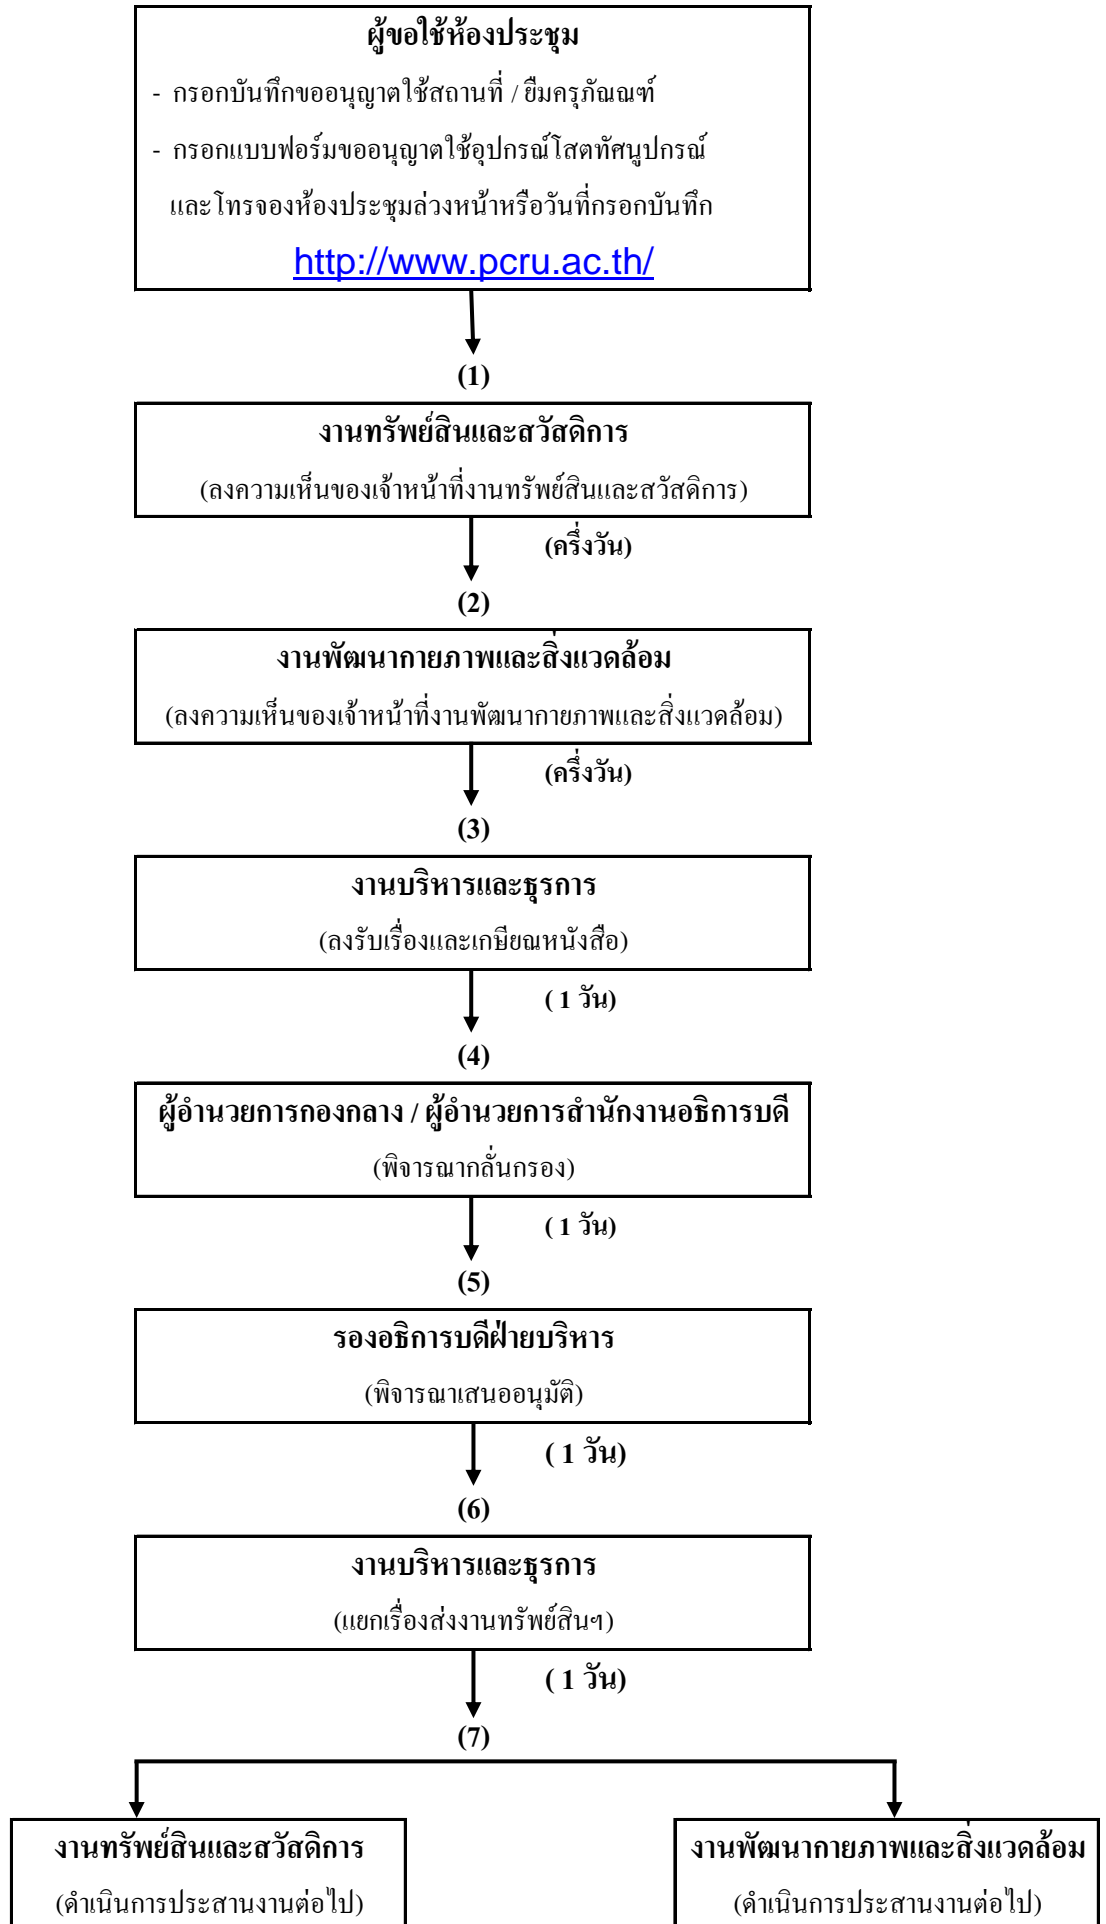 ผู้ขอใช้ห้องประชุม
- กรอกบันทึกขออนุญาตใช้สถานที่ / ยืมครุภัณณฑ์
- กรอกแบบฟอร์มขออนุญาตใช้อุปกรณ์โสตทัศนูปกรณ์
และโทรจองห้องประชุมล่วงหน้าหรือวันที่กรอกบันทึก
http://www.pcru.ac.th/
(1)
งานทรัพย์สินและสวัสดิการ
(ลงความเห็นของเจ้าหน้าที่งานทรัพย์สินและสวัสดิการ)
(ครึ่งวัน)
(2)
งานพัฒนากายภาพและสิ่งแวดล้อม
(ลงความเห็นของเจ้าหน้าที่งานพัฒนากายภาพและสิ่งแวดล้อม)
(ครึ่งวัน)
(3)
งานบริหารและธุรการ
(ลงรับเรื่องและเกษียณหนังสือ)
( 1 วัน)
(4)
ผู้อำนวยการกองกลาง / ผู้อำนวยการสำนักงานอธิการบดี
(พิจารณากลั่นกรอง)
( 1 วัน)
(5)
รองอธิการบดีฝ่ายบริหาร
(พิจารณาเสนออนุมัติ)
( 1 วัน)
(6)
งานบริหารและธุรการ
(แยกเรื่องส่งงานทรัพย์สินฯ)
( 1 วัน)
(7)
งานทรัพย์สินและสวัสดิการ
(ดำเนินการประสานงานต่อไป)
งานพัฒนากายภาพและสิ่งแวดล้อม
(ดำเนินการประสานงานต่อไป)